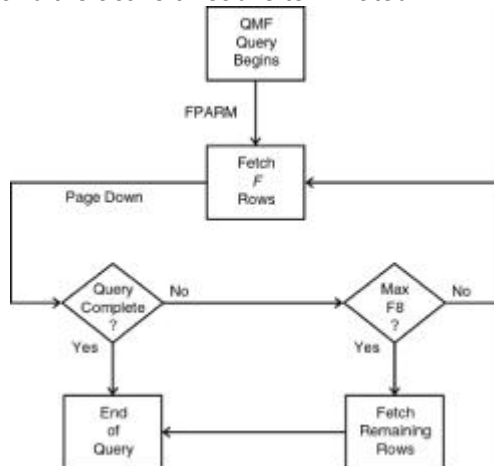 QMF
Query
Begins
FPARM
Fetch
F
Rows
Page Down
Query
Complete
?
No
Max
F8
?
No
Yes
Yes
End
of
Query
Fetch
Remaining
Rows